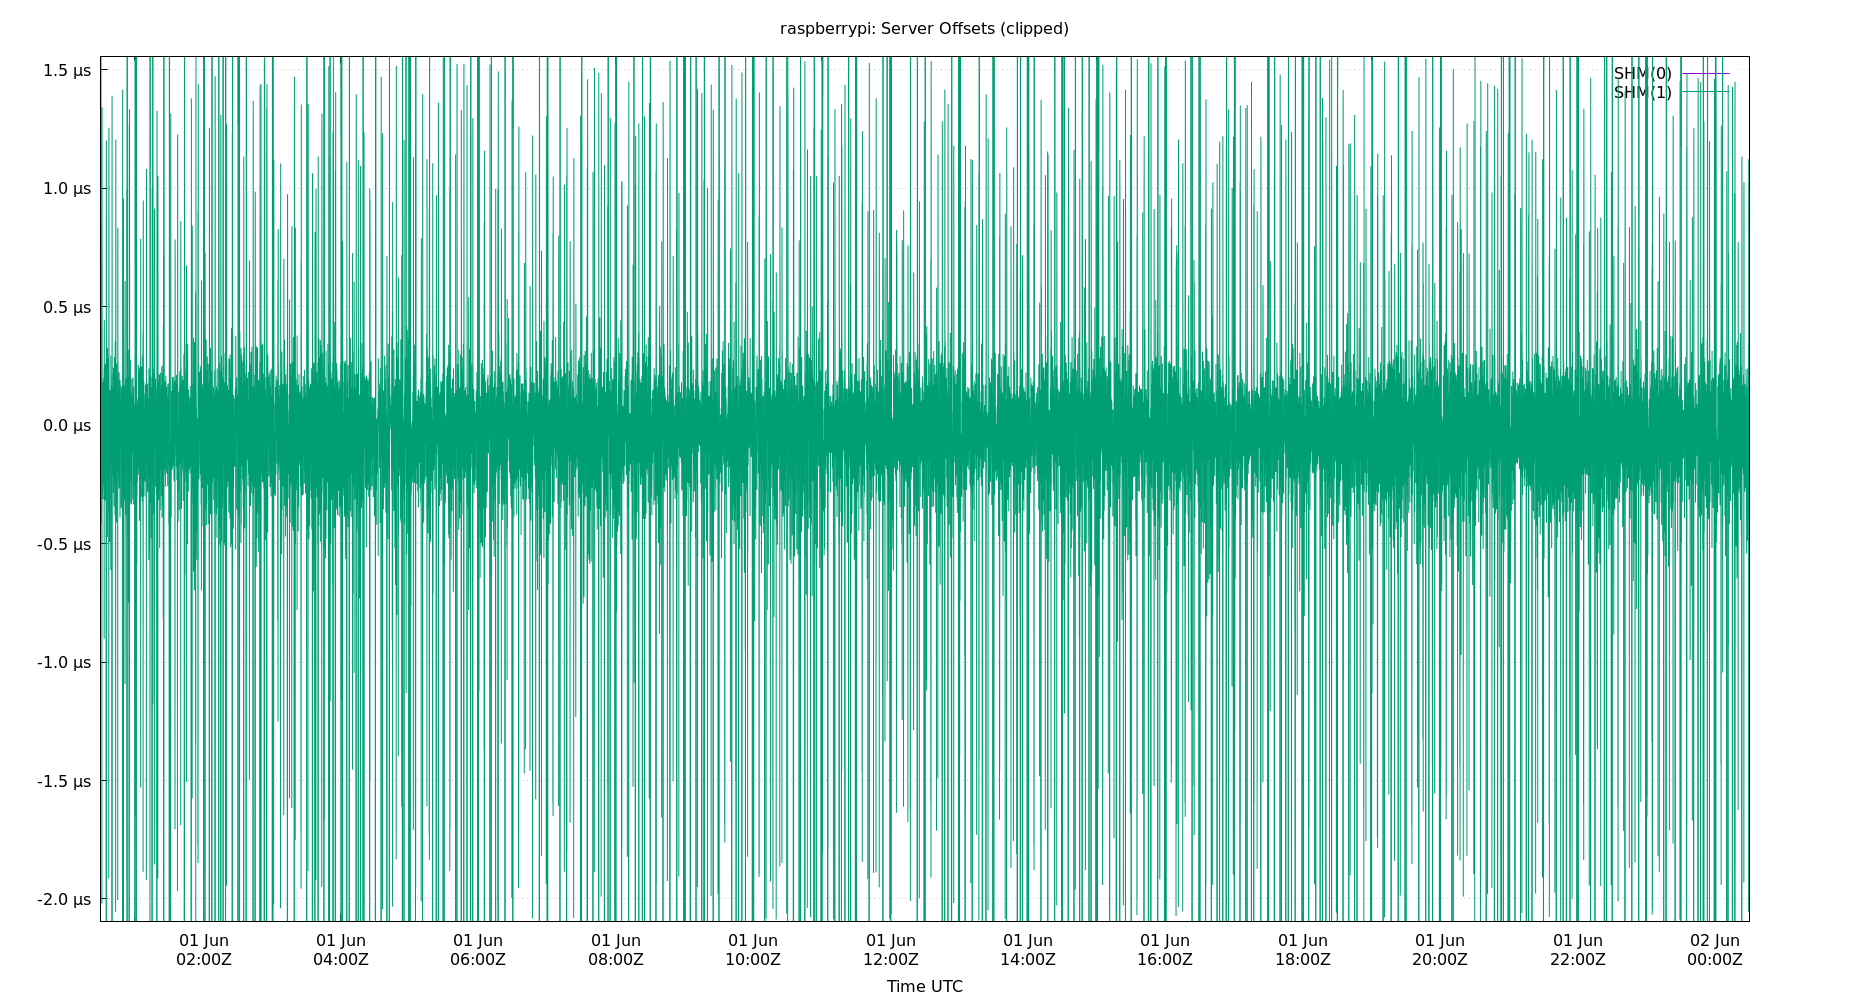 raspberrypi: Server Offsets (clipped)
SHM(0)
SHM(1)
1.5 µs
1.0 µs
0.5 µs
0.0 µs
-0.5 µs
-1.0 µs
-1.5 µs
-2.0 µs
01 Jun 01 Jun 01 Jun 01 Jun 01 Jun 01 Jun 01 Jun 01 Jun 01 Jun 01 Jun 01 Jun 02 Jun
02:00Z 04:00Z 06:00Z 08:00Z 10:00Z 12:00Z 14:00Z 16:00Z 18:00Z 20:00Z 22:00Z 00:00Z
Time UTC